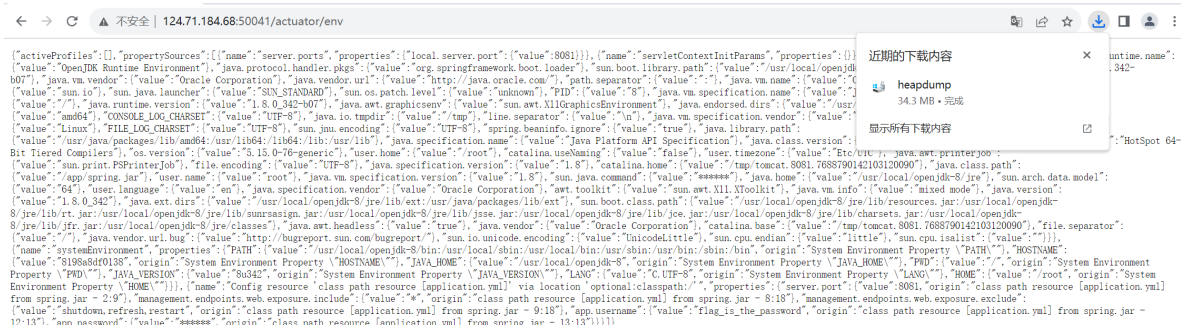 不安全 | 124.71.184.68:50041/actuator/env
{"activeProfiles":[],"propertySources":[{"name":"server.ports","properties":{"local.server.port":{"value":8081}}},{"name":"servletContextInitParams","properties":{}}
untime.name":
近期的下载内容
{"value":"OpenJDK Runtime Environment"},"java.protocol.handler.pkgs":{"value":"org.springframework.boot.loader"},"sun.boot.library.path":{"value":"/usr/local/openjdk
342-
b07"},"java.vm.vendor":{"value":"Oracle Corporation"},"java.vendor.url":{"value":"http://java.oracle.com/"},"path.separator":{"value":":"},"java.vm.name":{"value":
heapdump
{"value":"sun.io"},"sun.java.launcher":{"value":"SUN_STANDARD"},"sun.os.patch.level":{"value":"unknown"},"PID":{"value":"8"},"java.vm.specification.name":{"value":"J
34.3 MB • 完成
{"value":"/"},"java.runtime.version":{"value":"1.8.0_342-b07"},"java.awt.graphicsenv":{"value":"sun.awt.X11GraphicsEnvironment"},"java.endorsed.dirs":{"value":"/usr/
{"value":"amd64"},"CONSOLE_LOG_CHARSET":{"value":"UTF-8"},"java.io.tmpdir":{"value":"/tmp"},"line.separator":{"value":"\n"},"java.vm.specification.vendor":{"value":
显示所有下载内容
{"value":"Linux"},"FILE_LOG_CHARSET":{"value":"UTF-8"},"sun.jnu.encoding":{"value":"UTF-8"},"spring.beaninfo.ignore":{"value":"true"},"java.library.path":
{"value":"/usr/java/packages/lib/amd64:/usr/lib64:/lib64:/lib:/usr/lib"},"java.specification.name":{"value":"Java Platform API Specification"},"java.class.version":
"HotSpot 64-
Bit Tiered Compilers"},"os.version":{"value":"5.15.0-76-generic"},"user.home":{"value":"/root"},"catalina.useNaming":{"value":"false"},"user.timezone":{"value":"Etc/UTC"},"java.awt.printerjob":
{"value":"sun.print.PSPrinterJob"},"file.encoding":{"value":"UTF-8"},"java.specification.version":{"value":"1.8"},"catalina.home":{"value":"/tmp/tomcat.8081.7688790142103120090"},"java.class.path":
{"value":"/app/spring.jar"},"user.name":{"value":"root"},"java.vm.specification.version":{"value":"1.8"},"sun.java.command":{"value":"******"},"java.home":{"value":"/usr/local/openjdk-8/jre"},"sun.arch.data.model":
{"value":"64"},"user.language":{"value":"en"},"java.specification.vendor":{"value":"Oracle Corporation"},"awt.toolkit":{"value":"sun.awt.X11.XToolkit"},"java.vm.info":{"value":"mixed mode"},"java.version":
{"value":"1.8.0_342"},"java.ext.dirs":{"value":"/usr/local/openjdk-8/jre/lib/ext:/usr/java/packages/lib/ext"},"sun.boot.class.path":{"value":"/usr/local/openjdk-8/jre/lib/resources.jar:/usr/local/openjdk-
8/jre/lib/rt.jar:/usr/local/openjdk-8/jre/lib/sunrsasign.jar:/usr/local/openjdk-8/jre/lib/jsse.jar:/usr/local/openjdk-8/jre/lib/jce.jar:/usr/local/openjdk-8/jre/lib/charsets.jar:/usr/local/openjdk-
8/jre/lib/jfr.jar:/usr/local/openjdk-8/jre/classes"},"java.awt.headless":{"value":"true"},"java.vendor":{"value":"Oracle Corporation"},"catalina.base":{"value":"/tmp/tomcat.8081.7688790142103120090"},"file.separator":
{"value":"/"},"java.vendor.url.bug":{"value":"http://bugreport.sun.com/bugreport/"},"sun.io.unicode.encoding":{"value":"UnicodeLittle"},"sun.cpu.endian":{"value":"little"},"sun.cpu.isalist":{"value":""}}},
{"name":"systemEnvironment","properties":{"PATH":{"value":"/usr/local/openjdk-8/bin:/usr/local/sbin:/usr/local/bin:/usr/sbin:/usr/bin:/sbin:/bin","origin":"System Environment Property \"PATH\""},"HOSTNAME":
{"value":"8198a8df0138","origin":"System Environment Property \"HOSTNAME\""},"JAVA_HOME":{"value":"/usr/local/openjdk-8","origin":"System Environment Property \"JAVA_HOME\""},"PWD":{"value":"/","origin":"System Environment
Property \"PWD\""},"JAVA_VERSION":{"value":"8u342","origin":"System Environment Property \"JAVA_VERSION\""},"LANG":{"value":"C.UTF-8","origin":"System Environment Property \"LANG\""},"HOME":{"value":"/root","origin":"System
Environment Property \"HOME\""}}},{"name":"Config resource 'class path resource [application.yml]' via location 'optional:classpath:/'","properties":{"server.port":{"value":8081,"origin":"class path resource [application.yml]
from spring.jar - 2:9"},"management.endpoints.web.exposure.include":{"value":"*","origin":"class path resource [application.yml] from spring.jar - 8:18"},"management.endpoints.web.exposure.exclude":
{"value":"shutdown,refresh,restart","origin":"class path resource [application.yml] from spring.jar - 9:18"},"app.username":{"value":"flag_is_the_password","origin":"class path resource [application.yml] from spring.jar -
12:13"},"app.password":{"value":"******","origin":"class path resource [application.yml] from spring.jar - 13:13"}}}]}